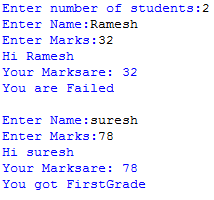 Enter number of students:2
Enter Name:Ramesh
Enter Marks:32
Hi Ramesh
Your Marksare: 32
You are Failed

Enter Name:suresh
Enter Marks:78
Hi suresh
Your Marksare: 78
You got FirstGrade